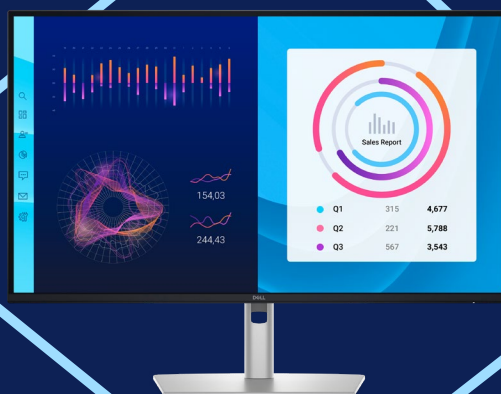 Sales Report
154,03
244,43
Q1 315 4,677
Q2 221 5,788
Q3 567 3,543
DELL